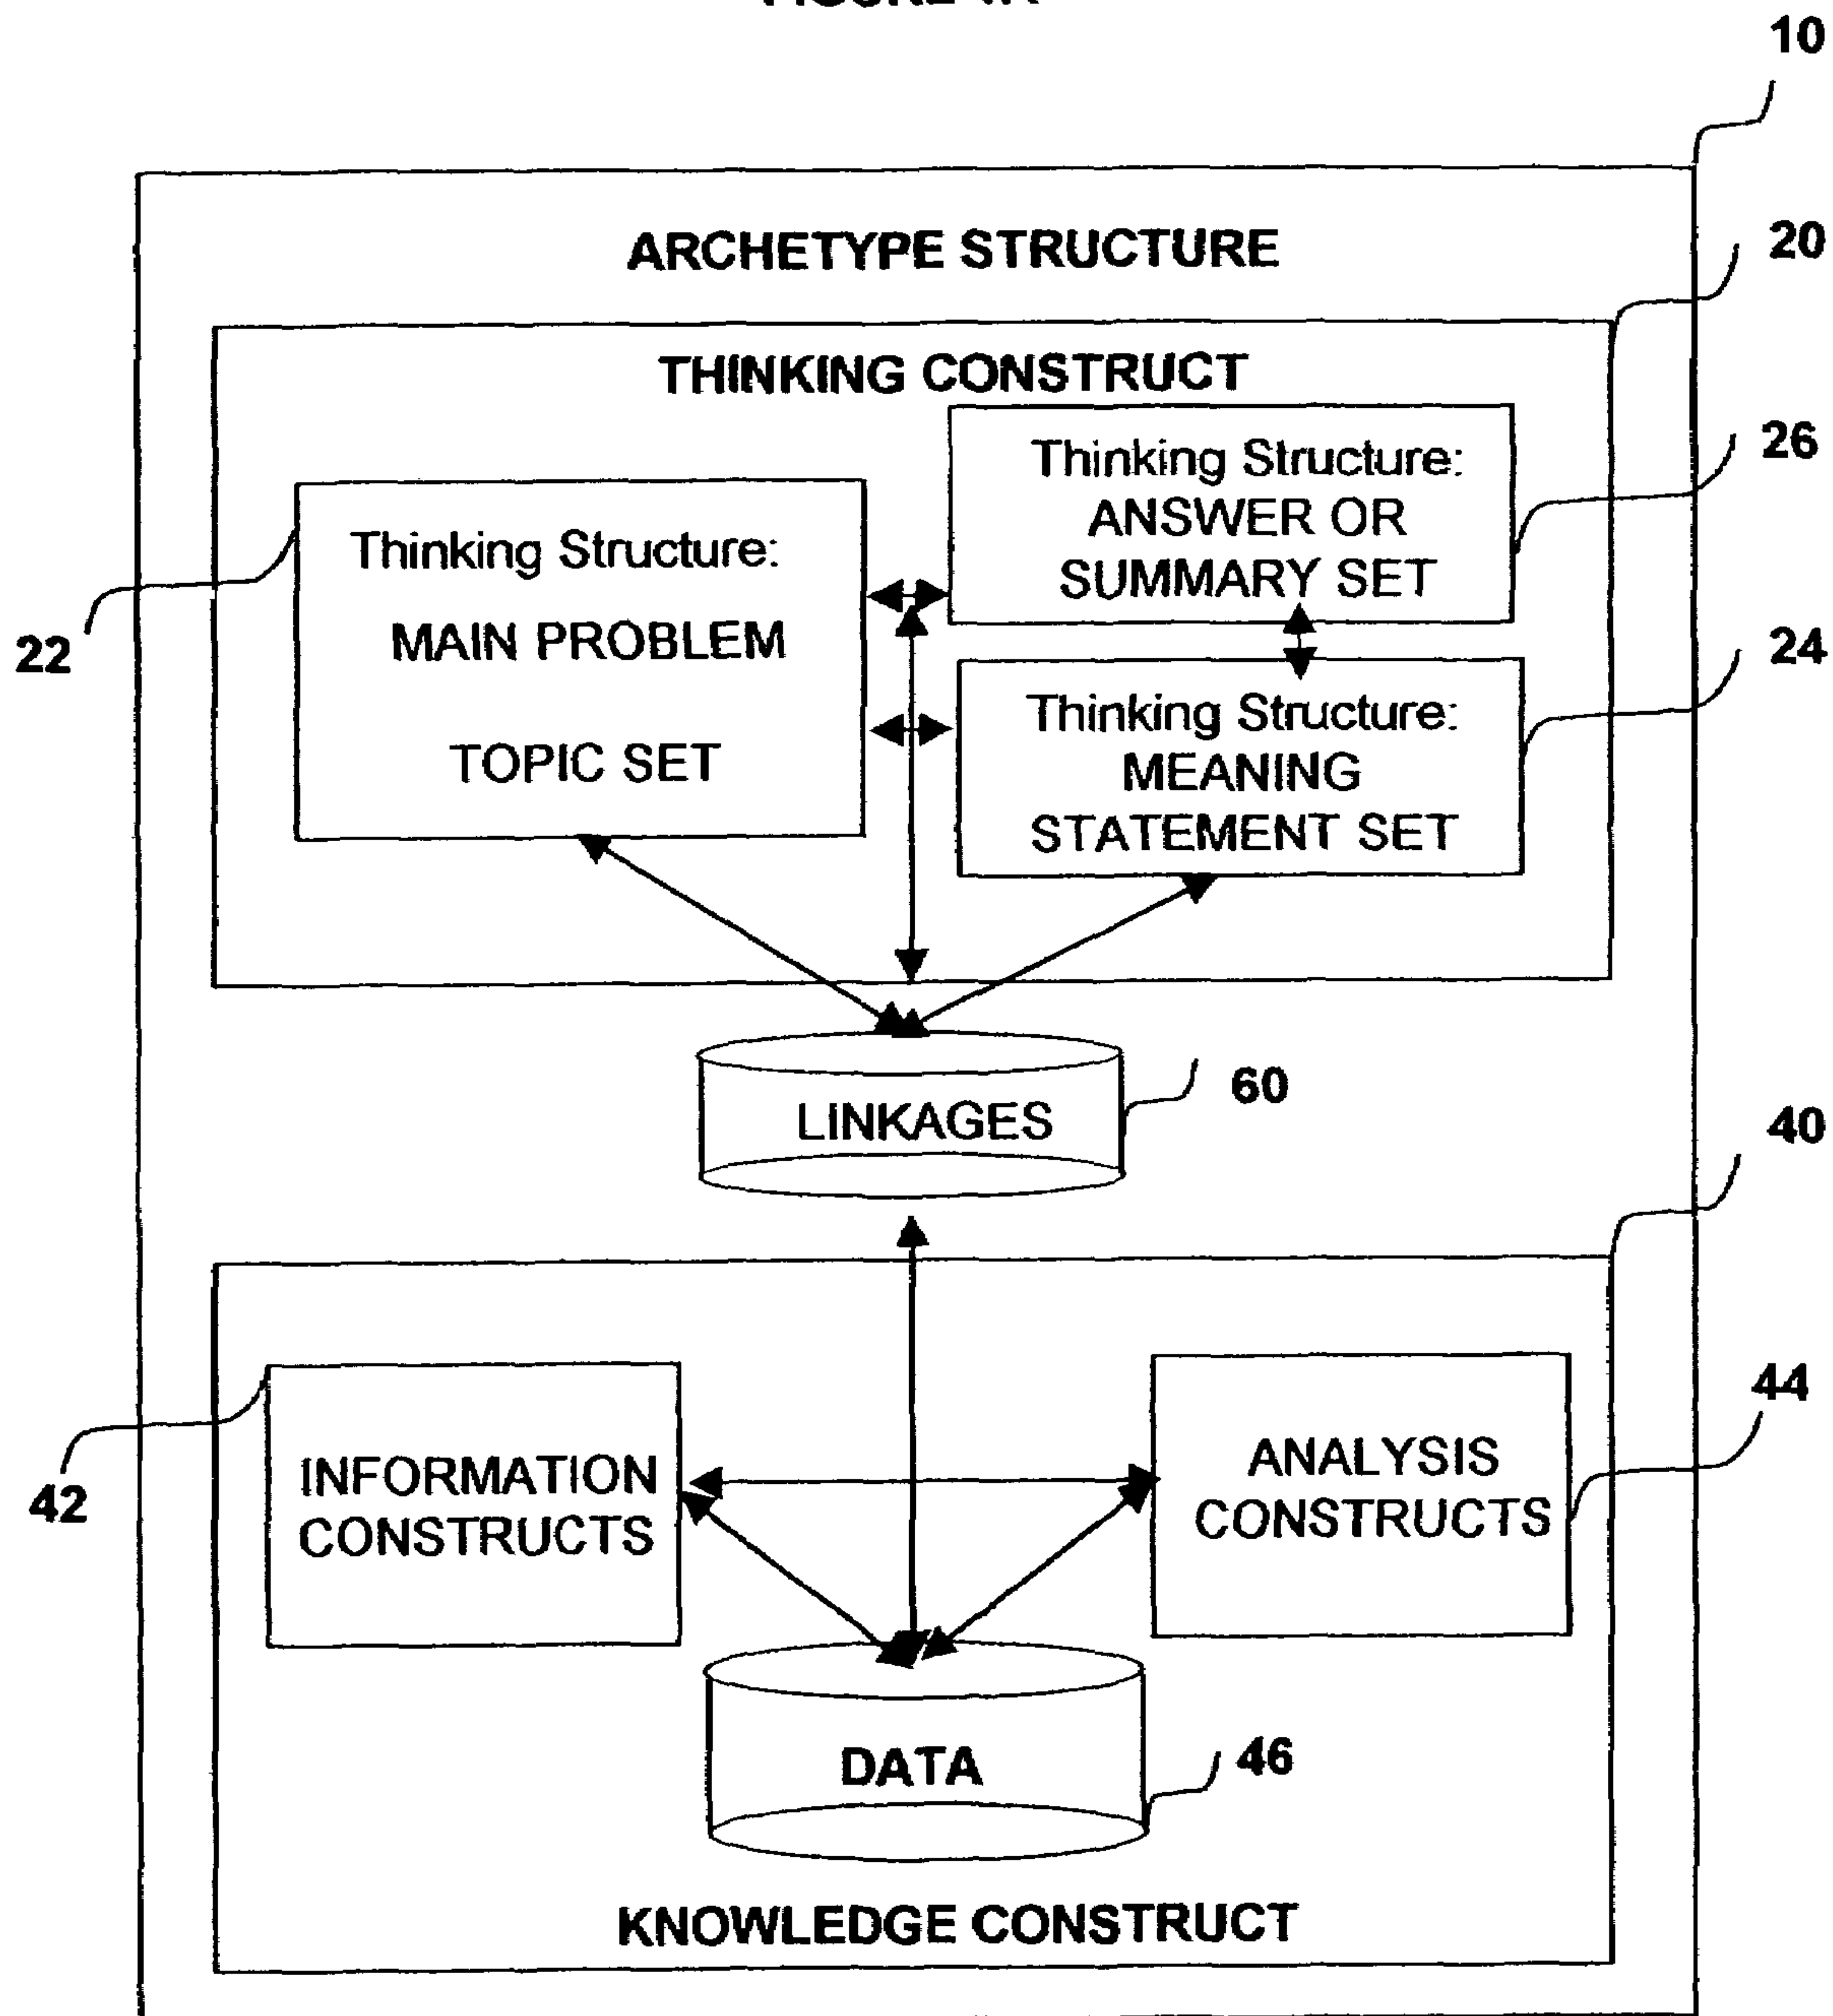 10
ARCHETYPE STRUCTURE
20
THINKING CONSTRUCT
Thinking Structure:
ANSWER OR
SUMMARY SET
26
Thinking Structure:
MAIN PROBLEM
TOPIC SET
22
Thinking Structure:
MEANING
STATEMENT SET
24
LINKAGES
60
40
INFORMATION
CONSTRUCTS
42
ANALYSIS
CONSTRUCTS
44
DATA
46
KNOWLEDGE CONSTRUCT